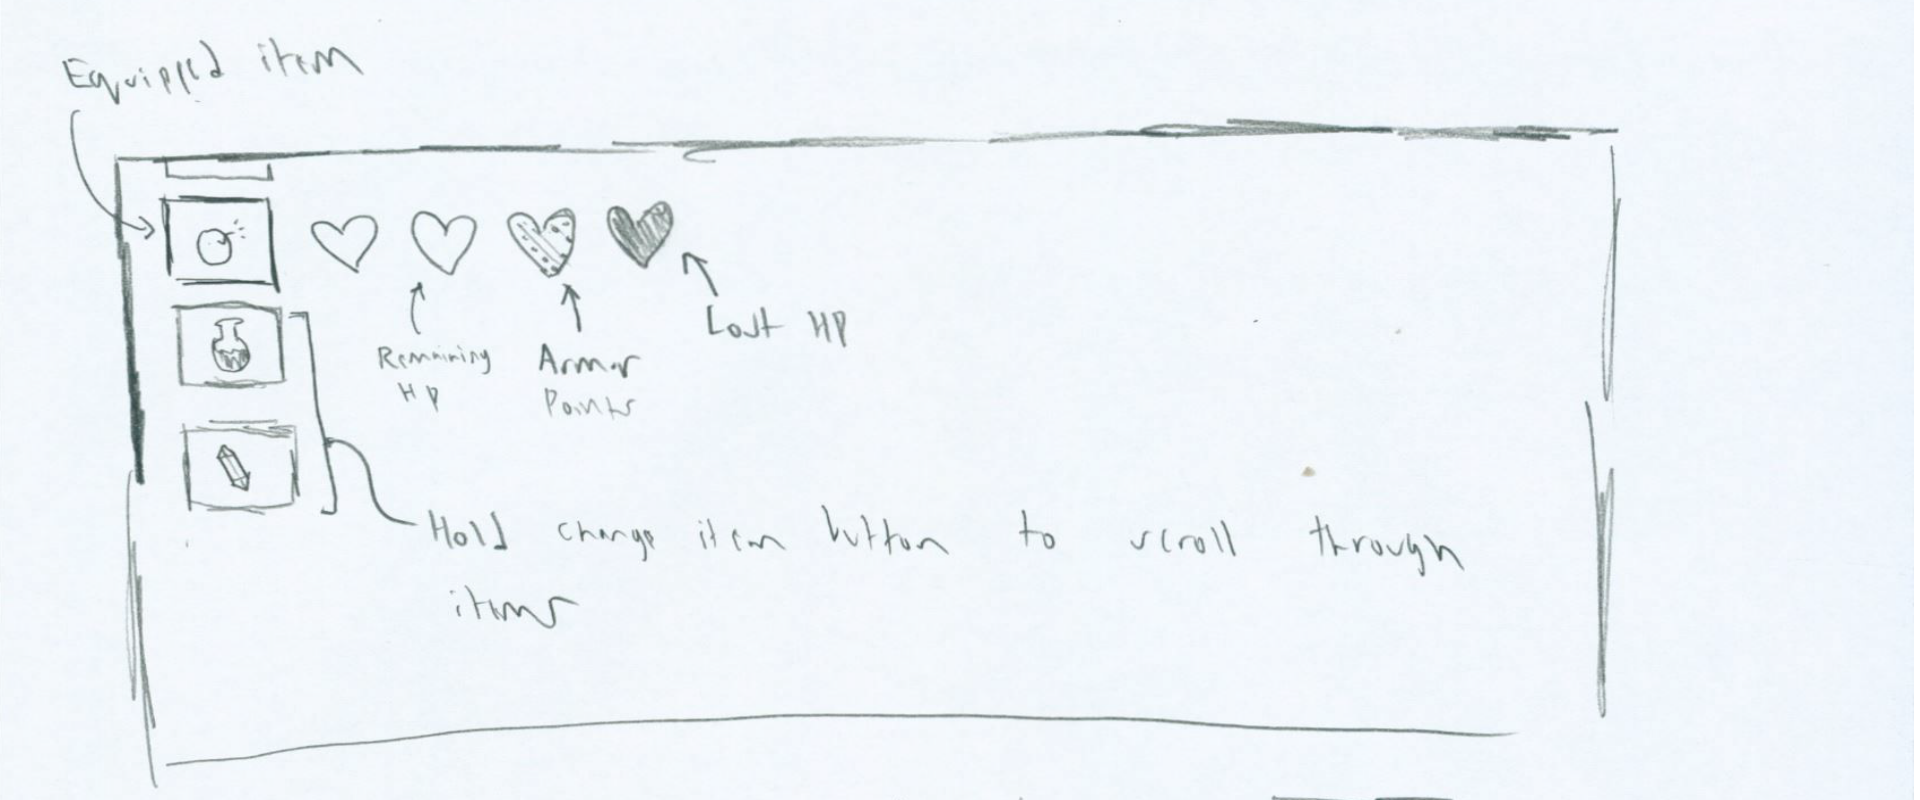 Equipped item
Remaining
HP
Armor
Points
Lost HP
Hold change item button to scroll through
items